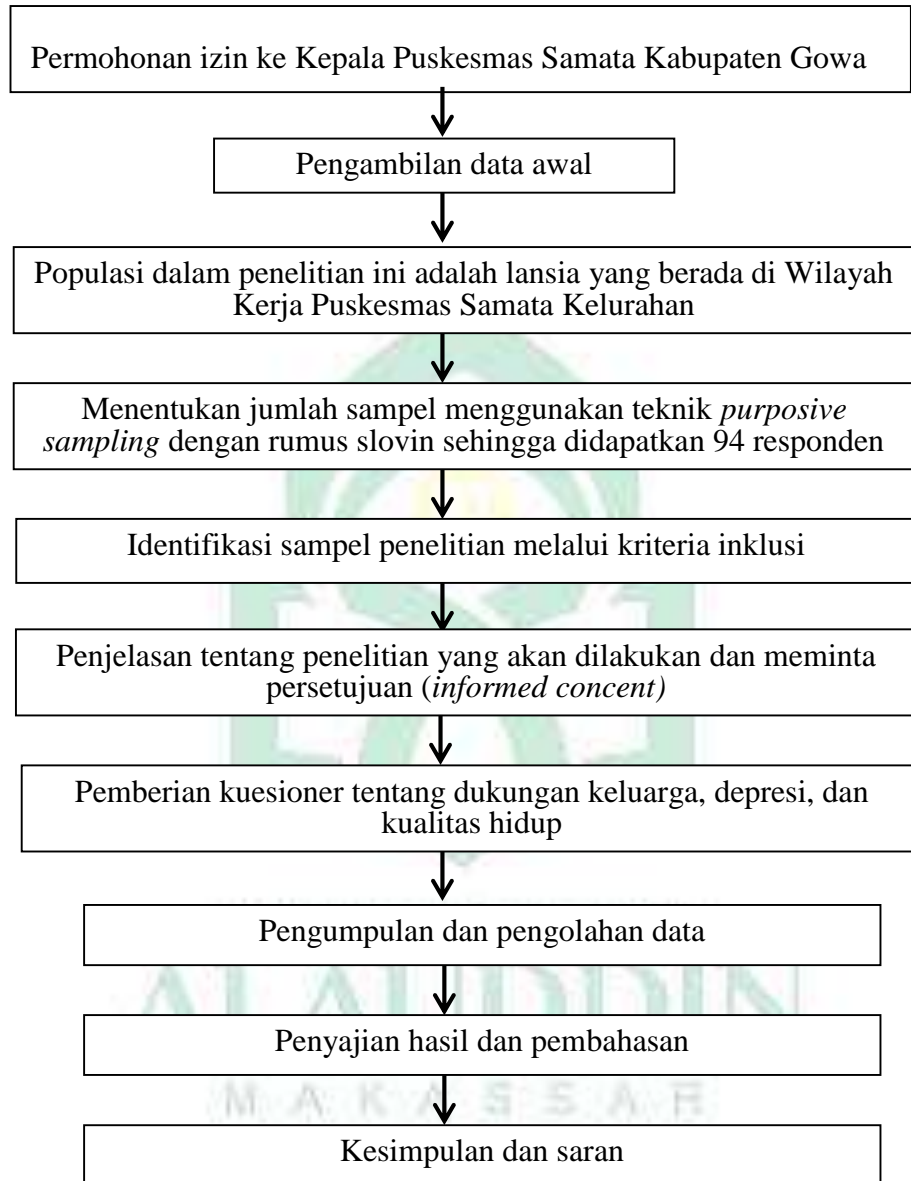 Permohonan izin ke Kepala Puskesmas Samata Kabupaten Gowa
Pengambilan data awal
Populasi dalam penelitian ini adalah lansia yang berada di Wilayah
Kerja Puskesmas Samata Kelurahan
Menentukan jumlah sampel menggunakan teknik purposive
sampling dengan rumus slovin sehingga didapatkan 94 responden
Identifikasi sampel penelitian melalui kriteria inklusi
Penjelasan tentang penelitian yang akan dilakukan dan meminta
persetujuan (informed concent)
Pemberian kuesioner tentang dukungan keluarga, depresi, dan
kualitas hidup
Pengumpulan dan pengolahan data
ALAUDDIN
Penyajian hasil dan pembahasan
MAKASSAR
Kesimpulan dan saran